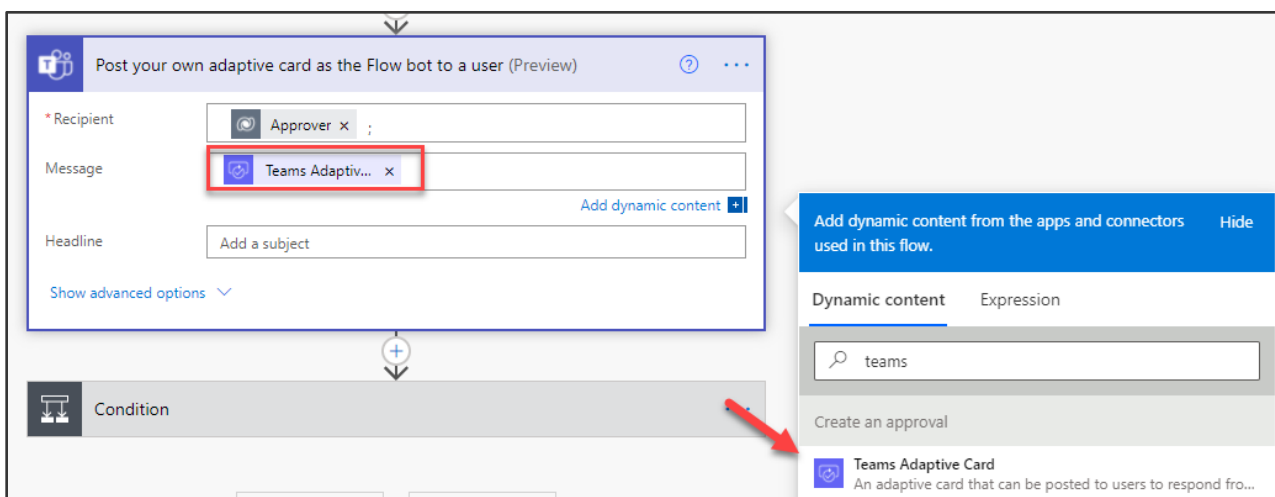 Post your own adaptive card as the Flow bot to a user (Preview)
* Recipient
Approver × ;
Message
Teams Adaptiv... ×
Add dynamic content
Headline
Add a subject
Show advanced options
Condition
Add dynamic content from the apps and connectors
used in this flow.
Hide
Dynamic content
Expression
teams
Create an approval
Teams Adaptive Card
An adaptive card that can be posted to users to respond fro...